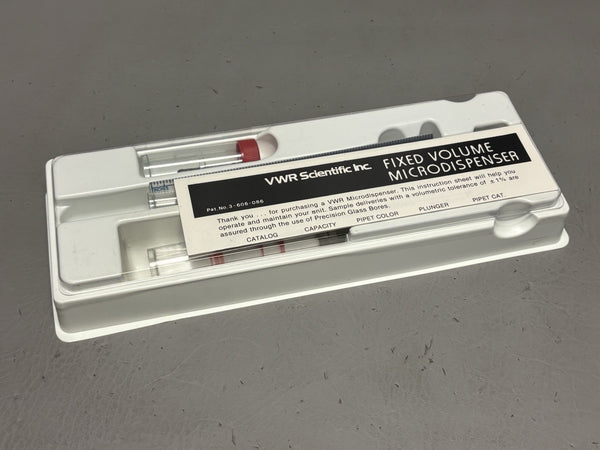 VWR Scientific Inc.
FIXED VOLUME
MICRODISPENSER
Pat. No. 3-606-086
Thank you . . . for purchasing a VWR Microdispenser. This instruction sheet will help you
operate and maintain your unit. Sample deliveries with a volumetric tolerance of ± 1% are
assured through the use of Precision Glass Bores.
CATALOG CAPACITY PIPET COLOR PLUNGER PIPET CAT